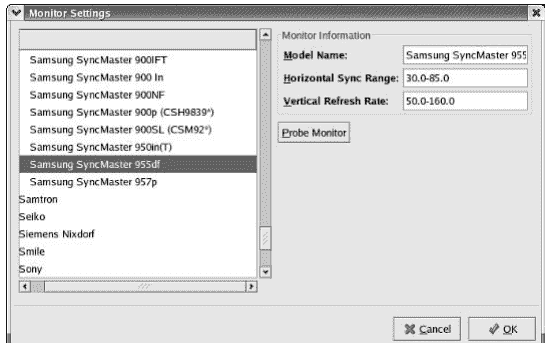 Monitor Settings
Samsung SyncMaster 900IFT
Samsung SyncMaster 900 In
Samsung SyncMaster 900NF
Samsung SyncMaster 900p (CSH9839*)
Samsung SyncMaster 900SL (CSM92*)
Samsung SyncMaster 950in(T)
Samsung SyncMaster 955df
Samsung SyncMaster 957p
Samtron
Seiko
Siemens Nixdorf
Smile
Sony
Monitor Information
Model Name: Samsung SyncMaster 955
Horizontal Sync Range: 30.0-85.0
Vertical Refresh Rate: 50.0-160.0
Probe Monitor
Cancel
OK